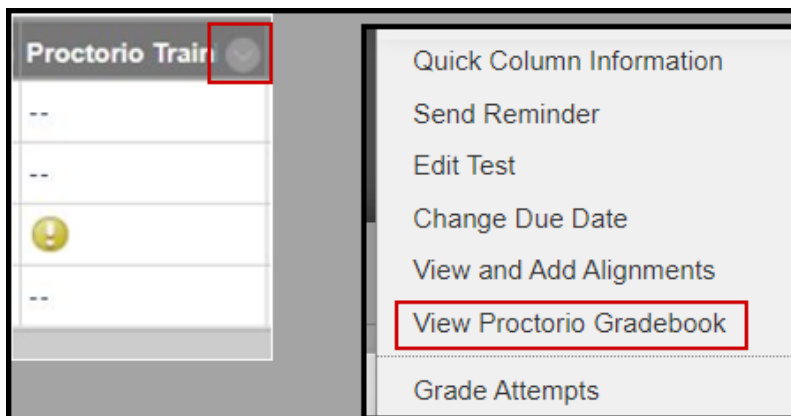 Proctorio Train
--
--
!
--
Quick Column Information
Send Reminder
Edit Test
Change Due Date
View and Add Alignments
View Proctorio Gradebook
Grade Attempts